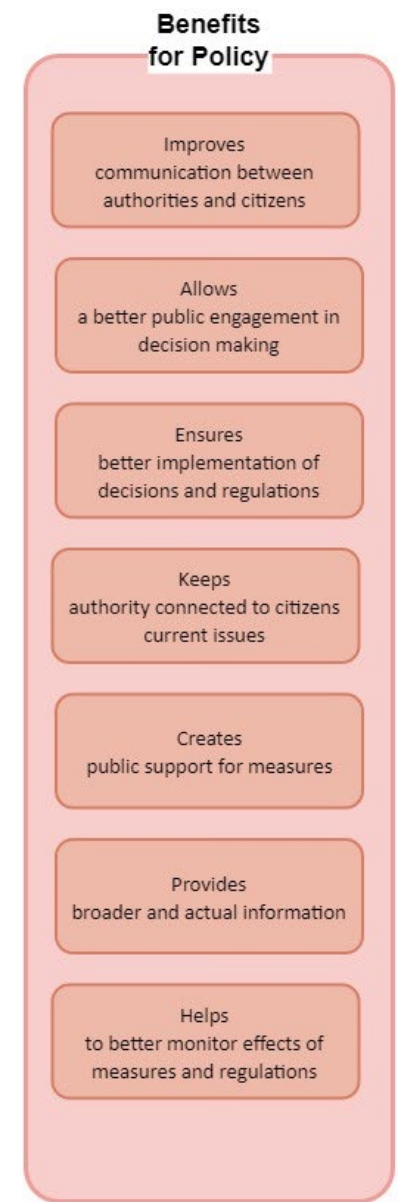 Benefits
for Policy
Improves
communication between
authorities and citizens
Allows
a better public engagement in
decision making
Ensures
better implementation of
decisions and regulations
Keeps
authority connected to citizens
current issues
Creates
public support for measures
Provides
broader and actual information
Helps
to better monitor effects of
measures and regulations